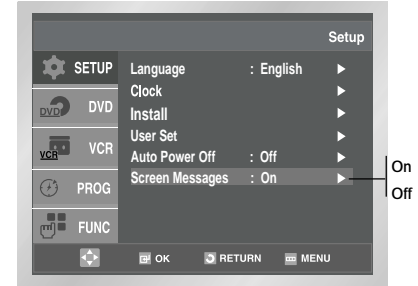 Setup
SETUP
DVD
DVD
VCR
VCR
PROG
FUNC
Language : English ▶
Clock ▶
Install ▶
User Set ▶
Auto Power Off : Off ▶
Screen Messages : On ▶
On
Off
OK RETURN MENU